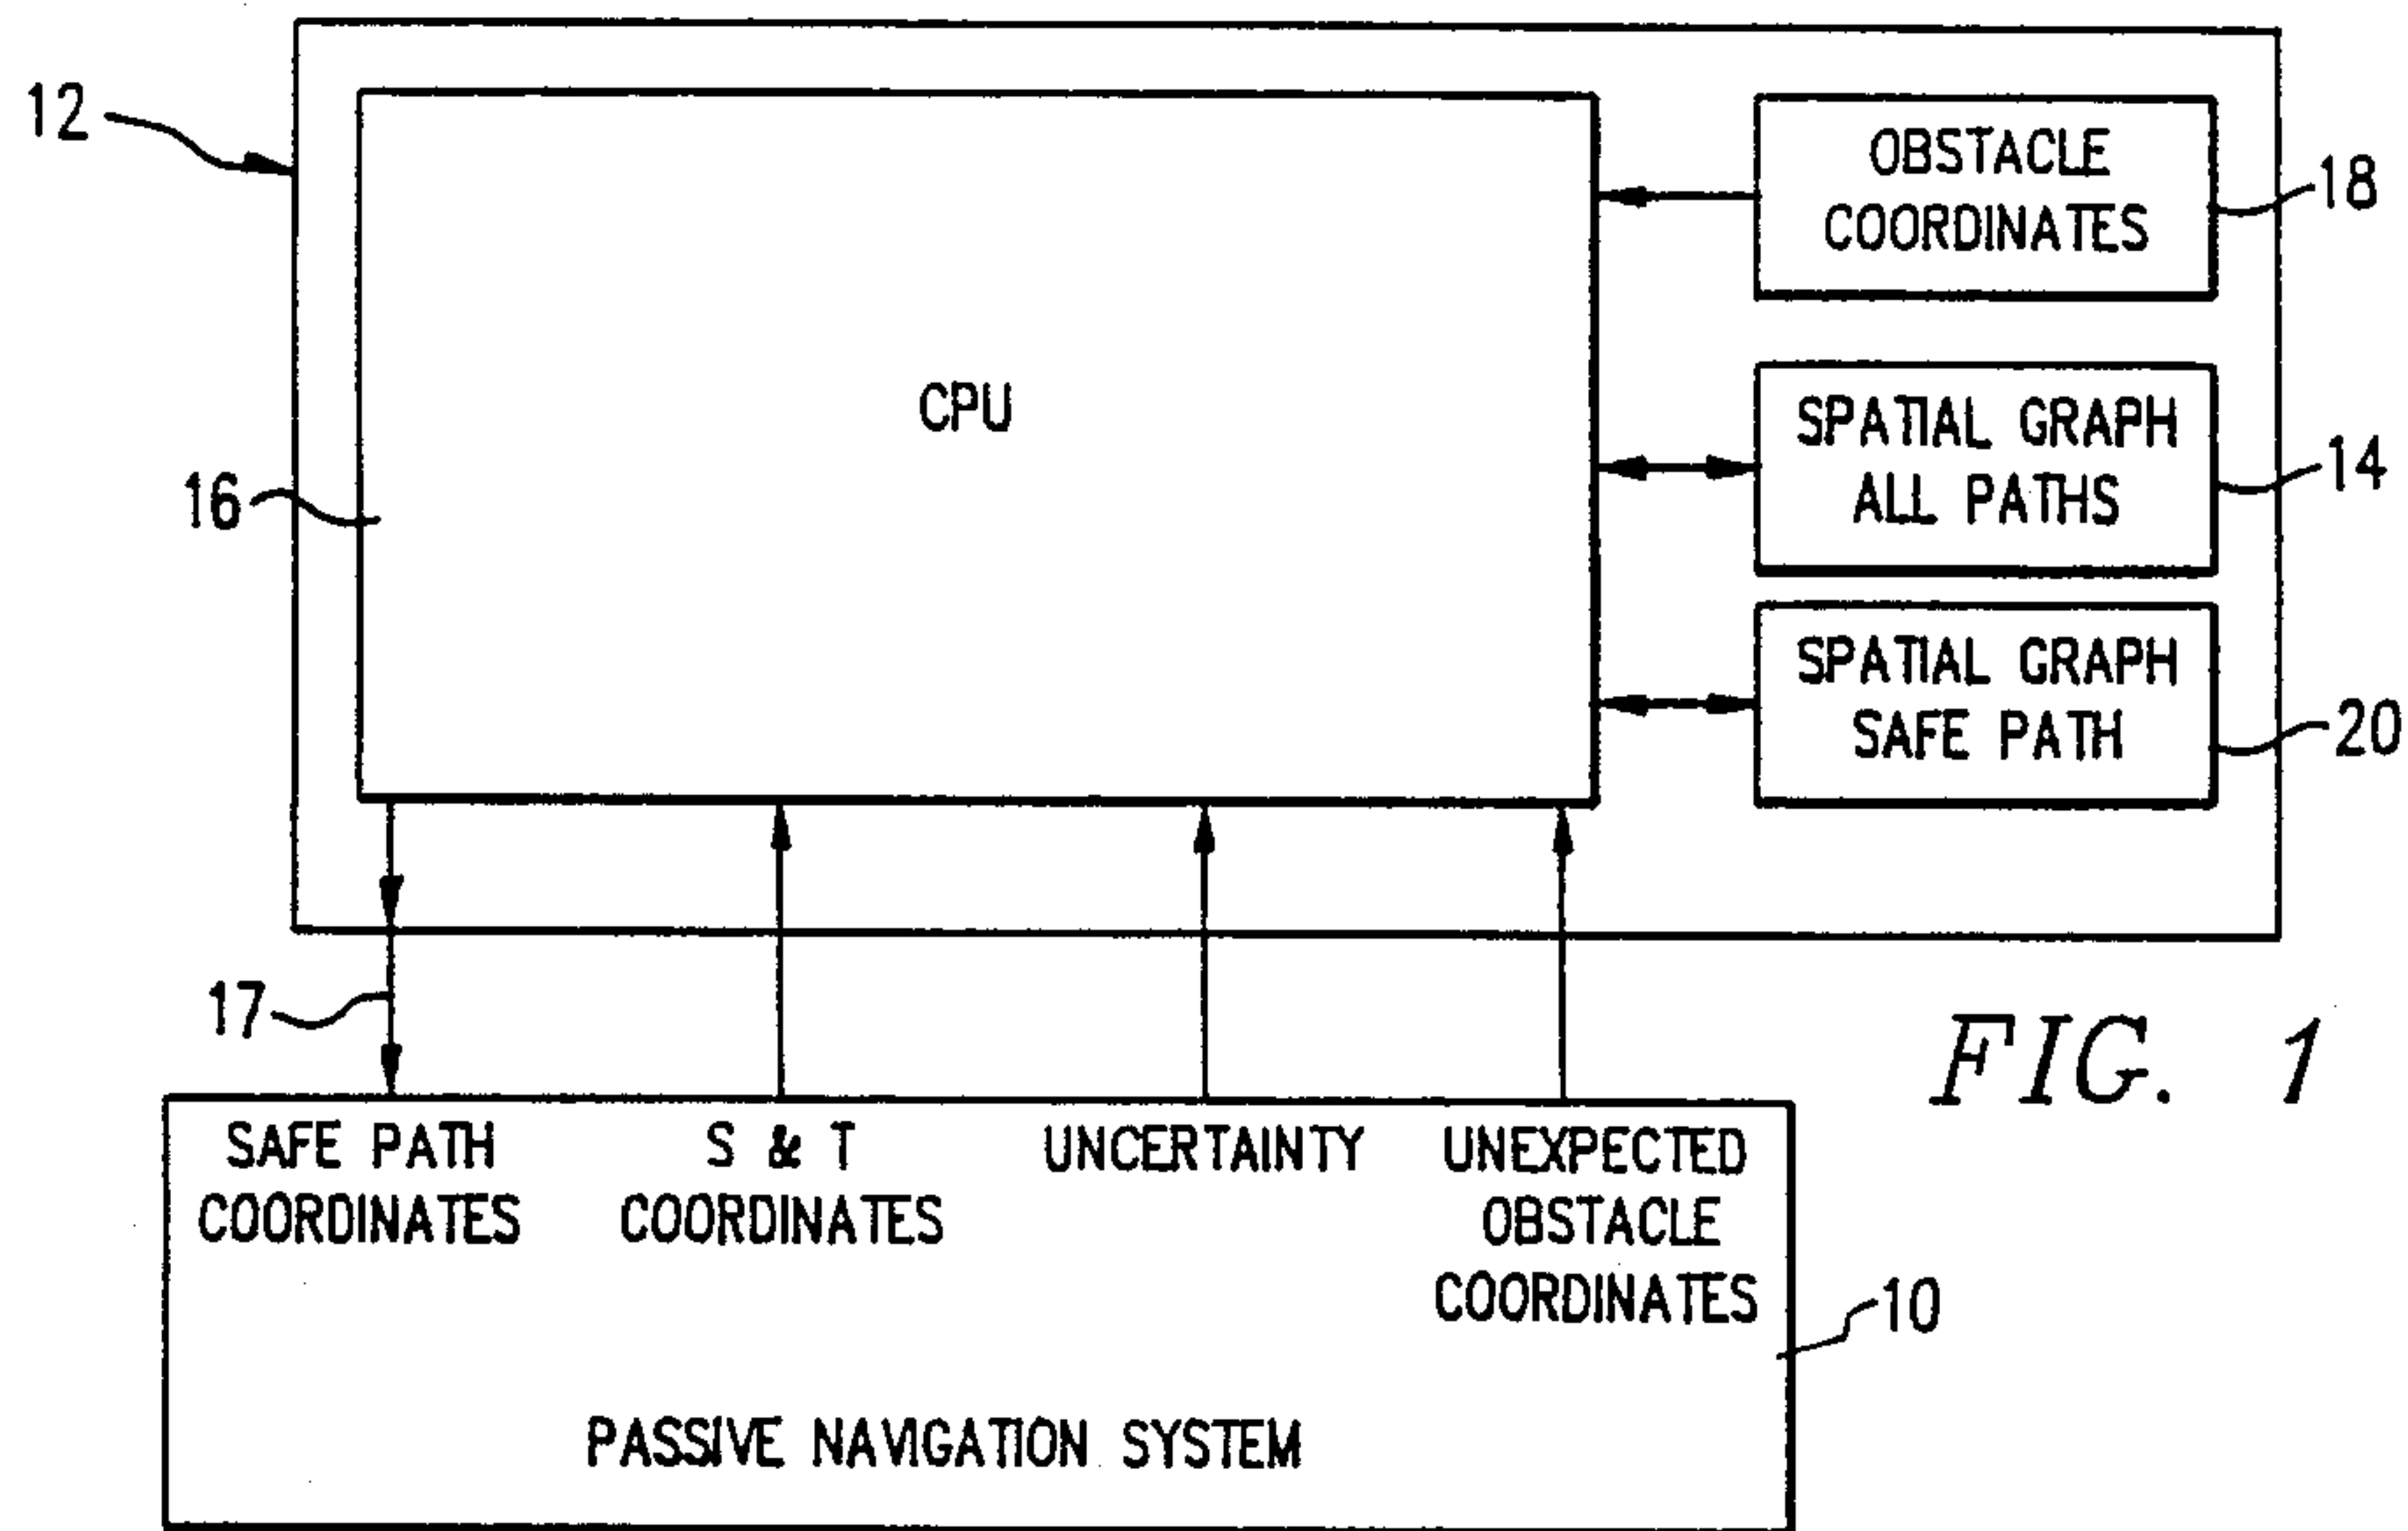 12
OBSTACLE
COORDINATES
18
CPU
SPATIAL GRAPH
ALL PATHS
14
16
SPATIAL GRAPH
SAFE PATH
20
17
FIG. 1
SAFE PATH
COORDINATES
S & T
COORDINATES
UNCERTAINTY
UNEXPECTED
OBSTACLE
COORDINATES
10
PASSIVE NAVIGATION SYSTEM